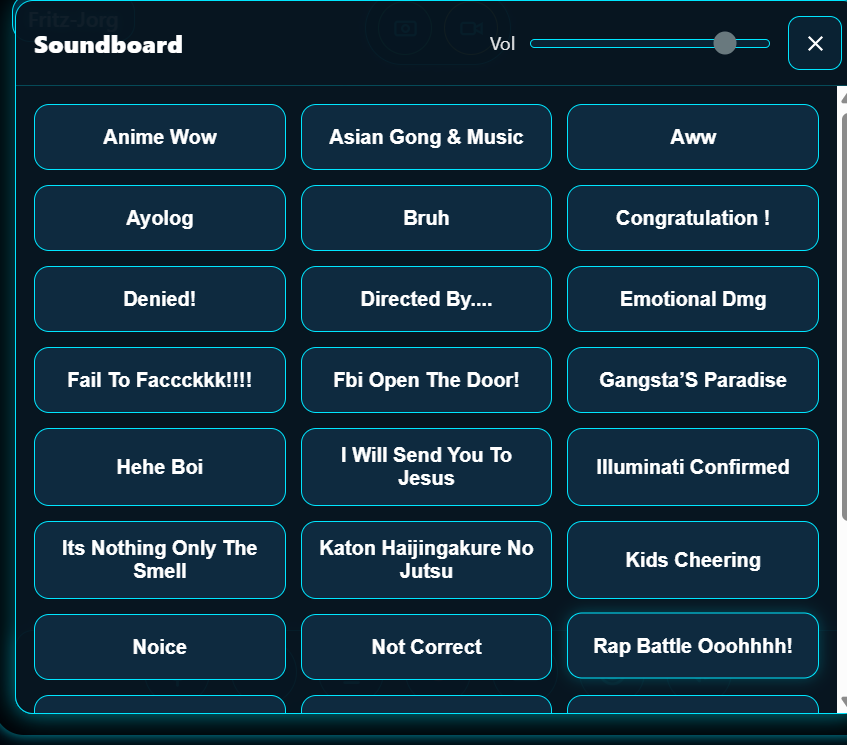 Fritz-Jorg
Soundboard
Vol
Anime Wow
Asian Gong & Music
Aww
Ayolog
Bruh
Congratulation !
Denied!
Directed By....
Emotional Dmg
Fail To Faccckkk!!!!
Fbi Open The Door!
Gangsta’S Paradise
Hehe Boi
I Will Send You To
Jesus
Illuminati Confirmed
Its Nothing Only The
Smell
Katon Haijingakure No
Jutsu
Kids Cheering
Noice
Not Correct
Rap Battle Ooohhhh!